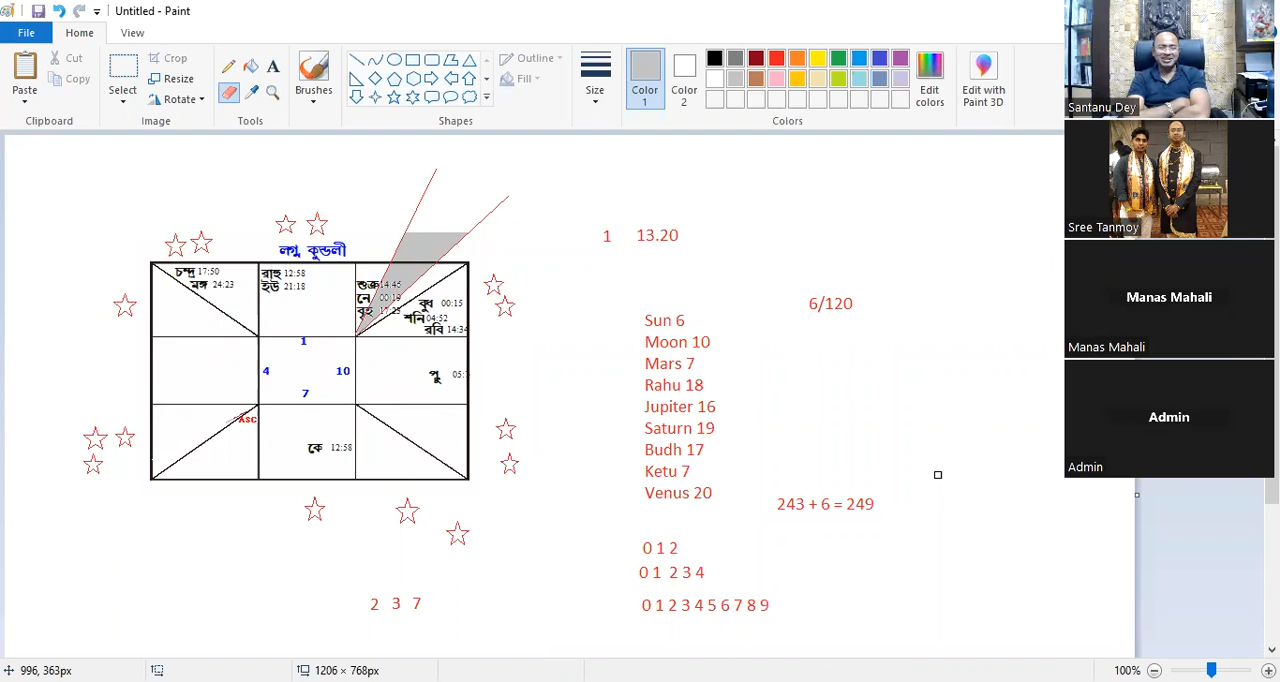 Untitled - Paint
File
Home
View
Paste
Cut
Copy
Clipboard
Select
Crop
Resize
Rotate
Image
Tools
Brushes
Shapes
Outline
Fill
Size
Color 1
Color 2
Edit colors
Edit with Paint 3D
Colors
Santanu Dey
Sree Tanmoy
Manas Mahali
Manas Mahali
Admin
Admin
লগ্ন কুন্ডলী
চন্দ্র 17:50
মঙ্গ 24:23
রাহু 12:58
ইউ 21:18
শুক্র 14:45
নে 00:19
বৃহ 17:25
বুধ 00:15
শনি 04:52
রবি 14:34
1
4 10
7
পু 05:
Asc
কে 12:58
1 13.20
6/120
Sun 6
Moon 10
Mars 7
Rahu 18
Jupiter 16
Saturn 19
Budh 17
Ketu 7
Venus 20
243 + 6 = 249
0 1 2
0 1 2 3 4
0 1 2 3 4 5 6 7 8 9
2 3 7
996, 363px
1206 × 768px
100%